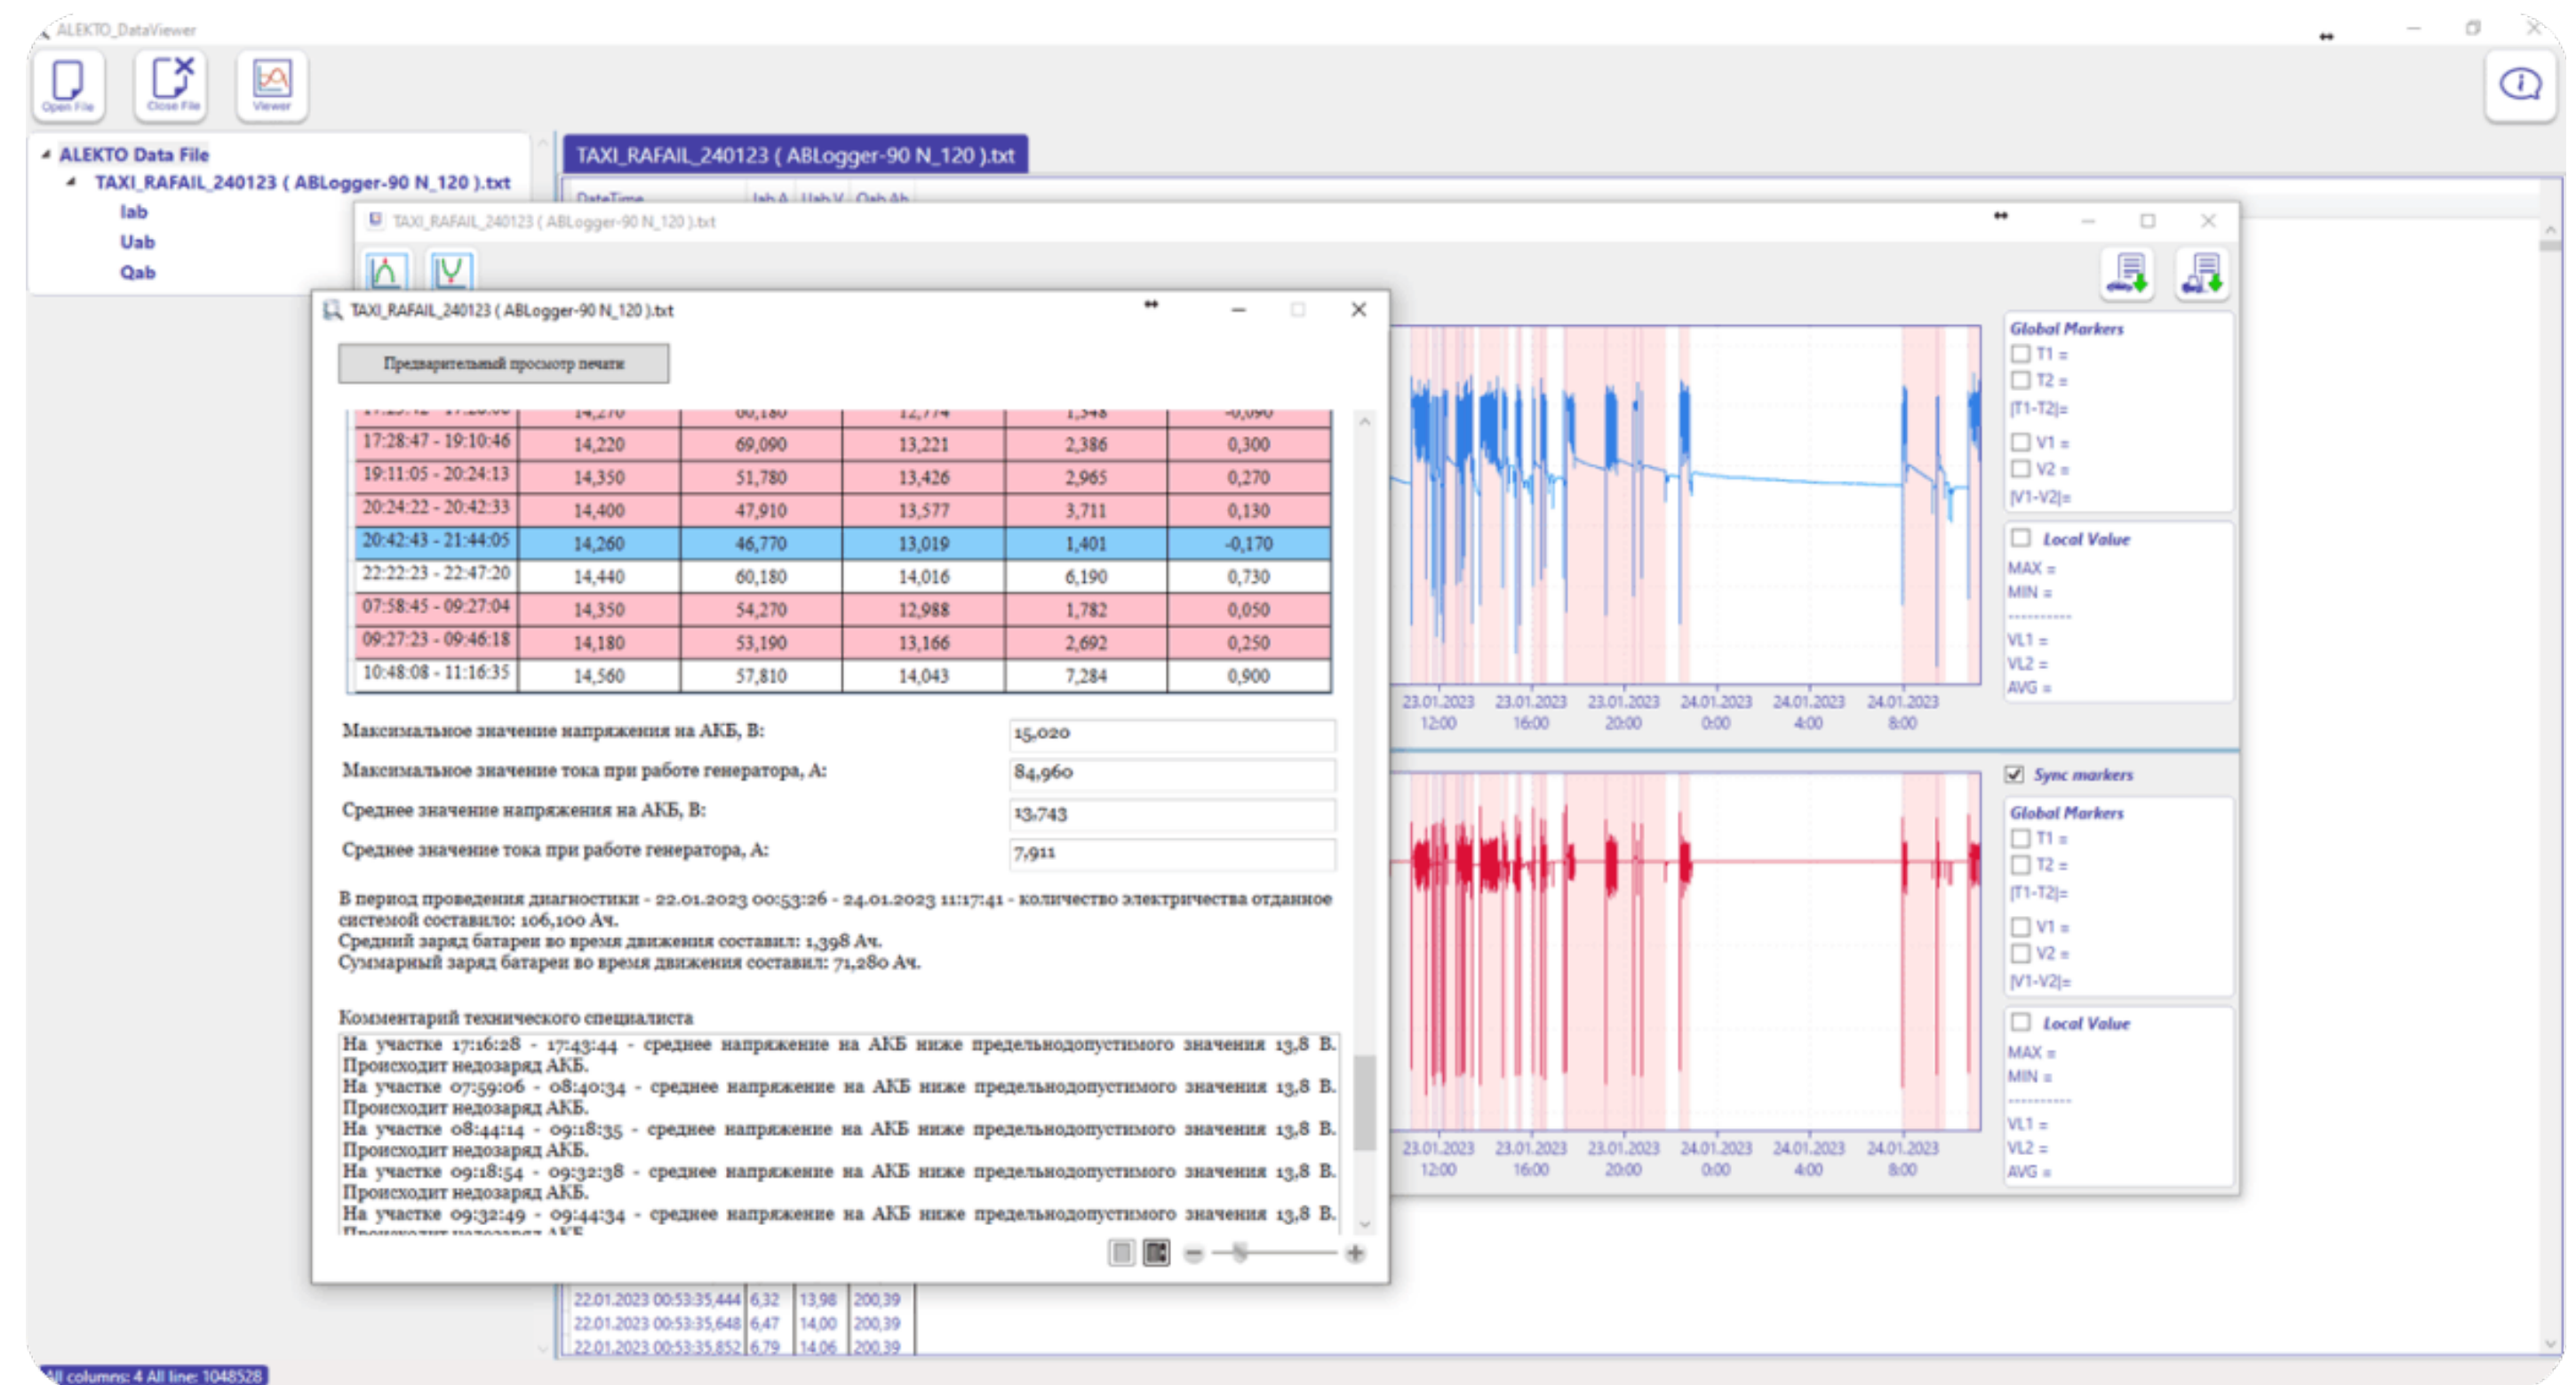 ALEKTO_DataViewer
Open File
Close File
Viewer
ALEKTO Data File
TAXI_RAFAIL_240123 ( ABLogger-90 N_120 ).txt
Iab
Uab
Qab
TAXI_RAFAIL_240123 ( ABLogger-90 N_120 ).txt
DateTime Iab A Uab V Qab Ah
TAXI_RAFAIL_240123 ( ABLogger-90 N_120 ).txt
TAXI_RAFAIL_240123 ( ABLogger-90 N_120 ).txt
Предварительный просмотр печати
14,270 60,180 12,774 1,348 -0,090
17:28:47 - 19:10:46 14,220 69,090 13,221 2,386 0,300
19:11:05 - 20:24:13 14,350 51,780 13,426 2,965 0,270
20:24:22 - 20:42:33 14,400 47,910 13,577 3,711 0,130
20:42:43 - 21:44:05 14,260 46,770 13,019 1,401 -0,170
22:22:23 - 22:47:20 14,440 60,180 14,016 6,190 0,730
07:58:45 - 09:27:04 14,350 54,270 12,988 1,782 0,050
09:27:23 - 09:46:18 14,180 53,190 13,166 2,692 0,250
10:48:08 - 11:16:35 14,560 57,810 14,043 7,284 0,900
Максимальное значение напряжения на АКБ, В: 15,020
Максимальное значение тока при работе генератора, А: 84,960
Среднее значение напряжения на АКБ, В: 13,743
Среднее значение тока при работе генератора, А: 7,911
В период проведения диагностики - 22.01.2023 00:53:26 - 24.01.2023 11:17:41 - количество электричества отданное
системой составило: 106,100 Ач.
Средний заряд батареи во время движения составил: 1,398 Ач.
Суммарный заряд батареи во время движения составил: 71,280 Ач.
Комментарий технического специалиста
На участке 17:16:28 - 17:43:44 - среднее напряжение на АКБ ниже предельнодопустимого значения 13,8 В.
Происходит недозаряд АКБ.
На участке 07:59:06 - 08:40:34 - среднее напряжение на АКБ ниже предельнодопустимого значения 13,8 В.
Происходит недозаряд АКБ.
На участке 08:44:14 - 09:18:35 - среднее напряжение на АКБ ниже предельнодопустимого значения 13,8 В.
Происходит недозаряд АКБ.
На участке 09:18:54 - 09:32:38 - среднее напряжение на АКБ ниже предельнодопустимого значения 13,8 В.
Происходит недозаряд АКБ.
На участке 09:32:49 - 09:44:34 - среднее напряжение на АКБ ниже предельнодопустимого значения 13,8 В.
Происходит недозаряд АКБ
23.01.2023 23.01.2023 23.01.2023 24.01.2023 24.01.2023 24.01.2023
12:00 16:00 20:00 0:00 4:00 8:00
Global Markers
T1 =
T2 =
|T1-T2|=
V1 =
V2 =
|V1-V2|=
Local Value
MAX =
MIN =
----------
VL1 =
VL2 =
AVG =
Sync markers
Global Markers
T1 =
T2 =
|T1-T2|=
V1 =
V2 =
|V1-V2|=
Local Value
MAX =
MIN =
----------
VL1 =
VL2 =
AVG =
23.01.2023 23.01.2023 23.01.2023 24.01.2023 24.01.2023 24.01.2023
12:00 16:00 20:00 0:00 4:00 8:00
22.01.2023 00:53:35,444 6,32 13,98 200,39
22.01.2023 00:53:35,648 6,47 14,00 200,39
22.01.2023 00:53:35,852 6,79 14,06 200,39
All columns: 4 All line: 1048528